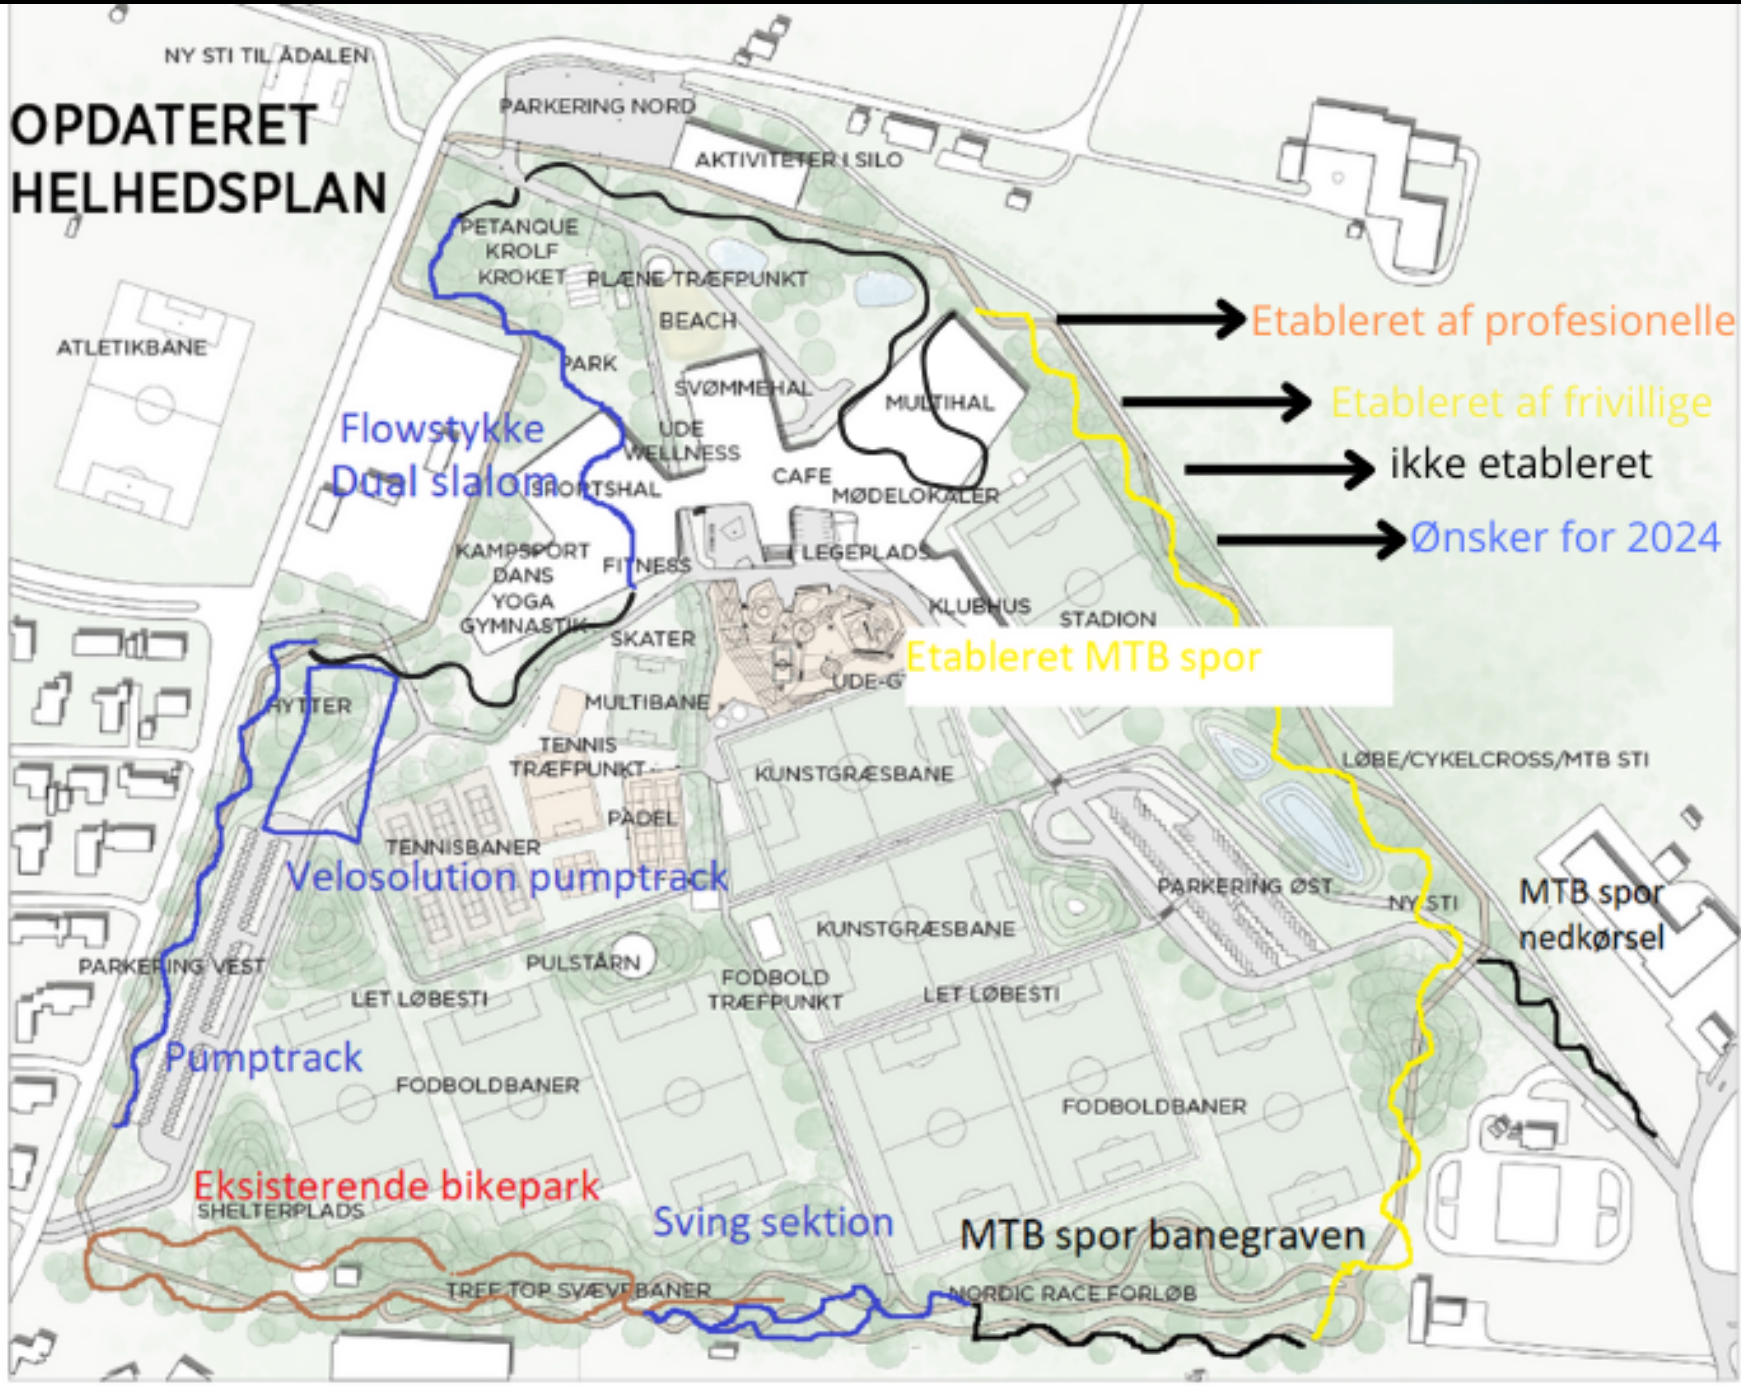 NY STI TIL ÅDALEN
OPDATERET
HELHEDSPLAN
PARKERING NORD
AKTIVITETER I SILO
PETANQUE
KROLF
KROKET
PLÆNE TRÆFPUNKT
BEACH
ATLETIKBANE
PARK
SVØMMEHAL
MULTIHAL
Etableret af profesionelle
Etableret af frivillige
ikke etableret
Ønsker for 2024
Flowstykke
Dual slalom
UDE
WELLNESS
SPORTSHAL
CAFE
MØDELOKALER
KAMPSPORT
DANS
YOGA
GYMNASTIK
FITNESS
LEGEPLADS
KLUBHUS
STADION
SKATER
Etableret MTB spor
UDE-G
HYTTER
MULTIBANE
TENNIS
TRÆFPUNKT
KUNSTGRÆSBANE
LØBE/CYKELCROSS/MTB STI
PADEL
TENNISBANER
Velosolution pumptrack
PARKERING ØST
NY STI
MTB spor
nedkørsel
KUNSTGRÆSBANE
PARKERING VEST
PULSTÅRN
FODBOLD
TRÆFPUNKT
LET LØBESTI
LET LØBESTI
Pumptrack
FODBOLDBANER
FODBOLDBANER
Eksisterende bikepark
SHELTERPLADS
Sving sektion
MTB spor banegraven
TREE TOP SVÆVEBANER
NORDIC RACE FORLØB